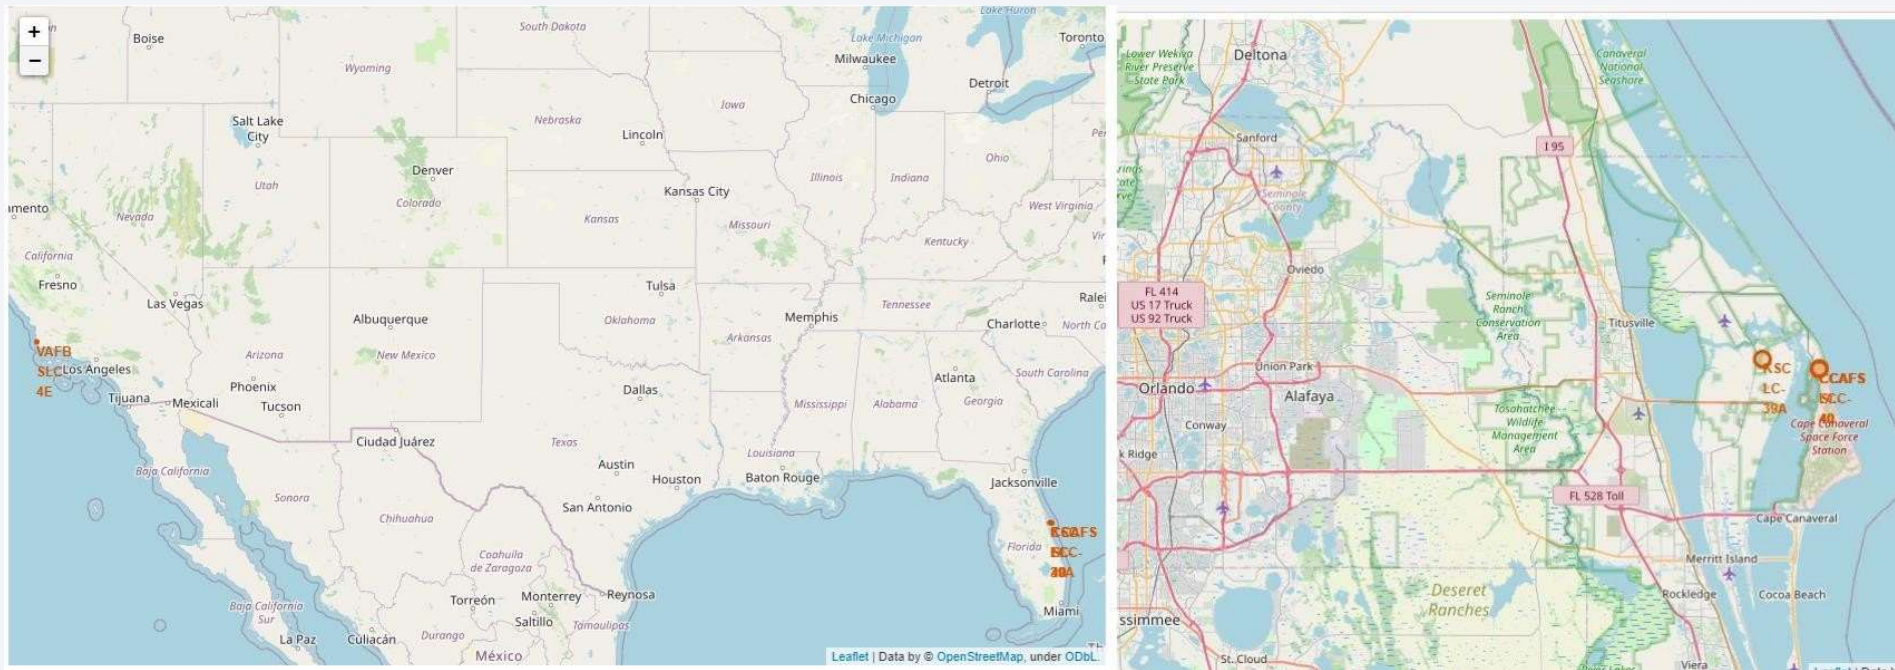 +
−
Boise
South Dakota
Lake Huron
Toronto
Lake Michigan
Milwaukee
Wyoming
Detroit
Chicago
Iowa
Salt Lake
City
Nebraska
Lincoln
Ohio
Denver
Illinois
Indiana
Utah
Kansas City
Colorado
West Virginia
Nevada
Kansas
Missouri
Kentucky
California
Fresno
Las Vegas
Tulsa
Tennessee
Albuquerque
Memphis
Oklahoma
Charlotte
VAFB
SLC
4E
Los Angeles
Arizona
New Mexico
Arkansas
South Carolina
Phoenix
Atlanta
Dallas
Tijuana
Mexicali
Tucson
Mississippi
Alabama
Georgia
Ciudad Juárez
Texas
Louisiana
Baja California
Austin
Houston
Baton Rouge
Jacksonville
Sonora
San Antonio
Chihuahua
Florida
Coahuila
de Zaragoza
Baja California
Sur
Torreón
Monterrey
Reynosa
Saltillo
Miami
La Paz
Culiacán
Durango
Tamaulipas
México
Leaflet | Data by © OpenStreetMap, under ODbL.
Lower Wekiva
River Preserve
State Park
Deltona
Canaveral
National
Seashore
Sanford
I 95
Seminole
County
Oviedo
FL 414
US 17 Truck
US 92 Truck
Seminole
Ranch
Conservation
Area
Titusville
Union Park
KSC
LC-
39A
CCAFS
Orlando
Alafaya
Tosohatchee
Wildlife
Management
Area
Conway
Cape Canaveral
Space Force
Station
k Ridge
FL 528 Toll
Cape Canaveral
Merritt Island
Deseret
Ranches
Rockledge
Cocoa Beach
ssimmee
St. Cloud
Viera